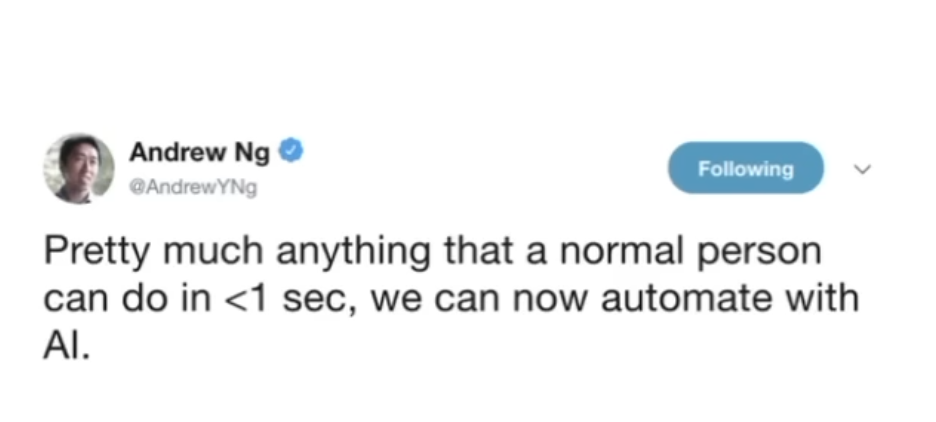 Andrew Ng
@AndrewYNg
Following
Pretty much anything that a normal person
can do in <1 sec, we can now automate with
AI.